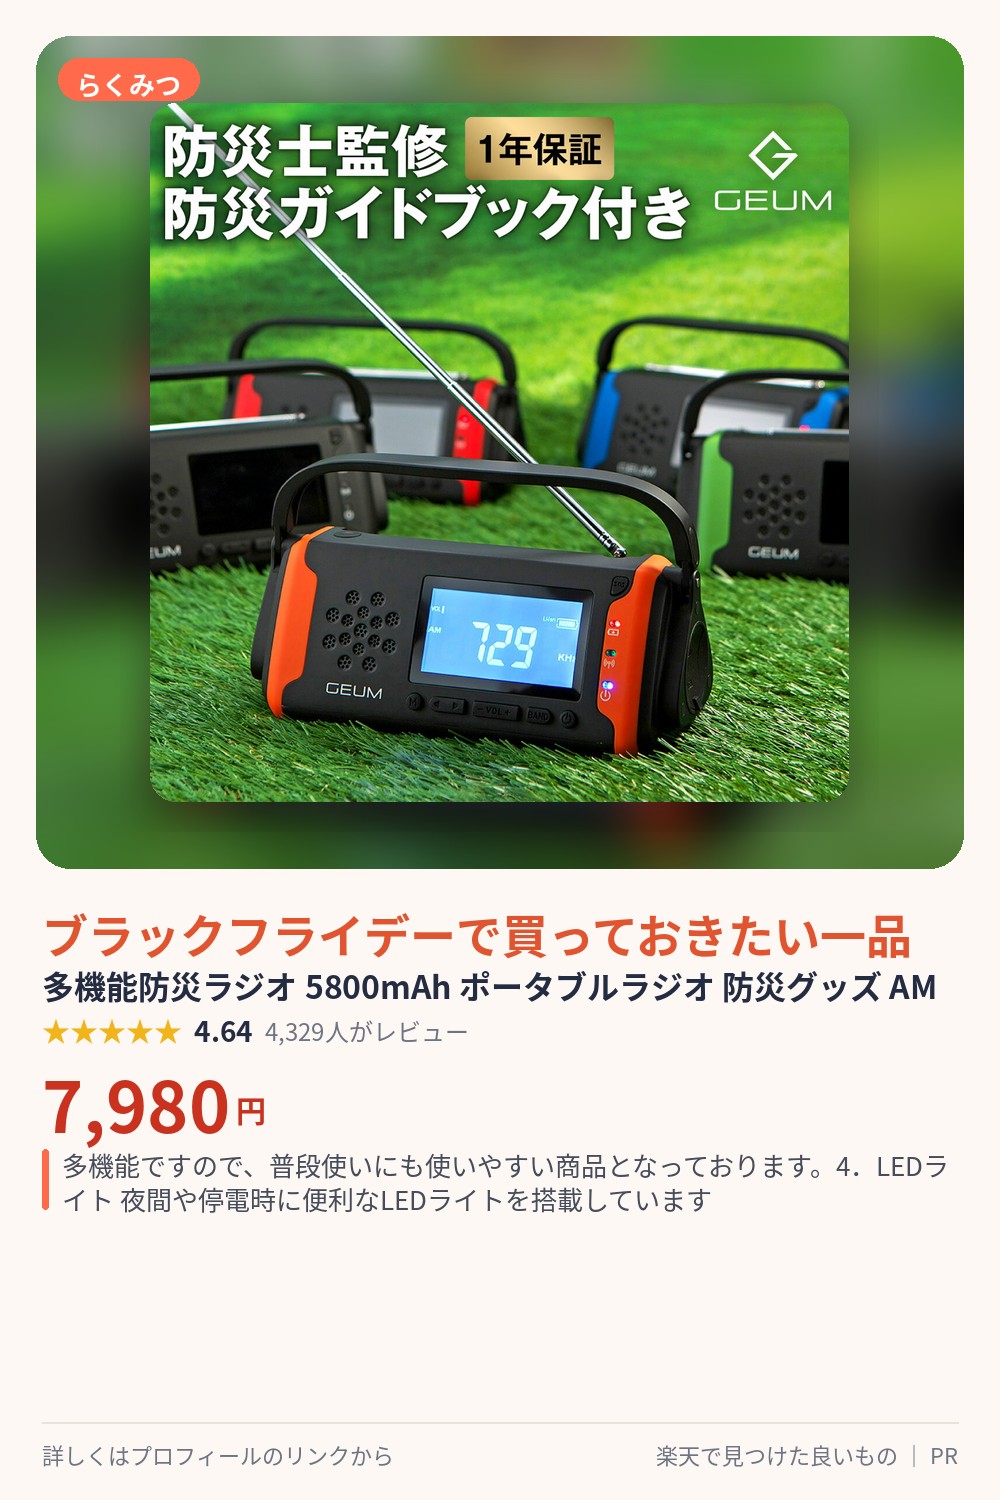 らくみつ
防災士監修 1年保証
防災ガイドブック付き
GEUM
GEUM
GEUM
GEUM
VOL
AM
729
KHz
GEUM
M
- VOL +
BAND
ブラックフライデーで買っておきたい一品
多機能防災ラジオ 5800mAh ポータブルラジオ 防災グッズ AM
★★★★★ 4.64 4,329人がレビュー
7,980円
多機能ですので、普段使いにも使いやすい商品となっております。4．LEDラ
イト 夜間や停電時に便利なLEDライトを搭載しています
詳しくはプロフィールのリンクから
楽天で見つけた良いもの ｜ PR